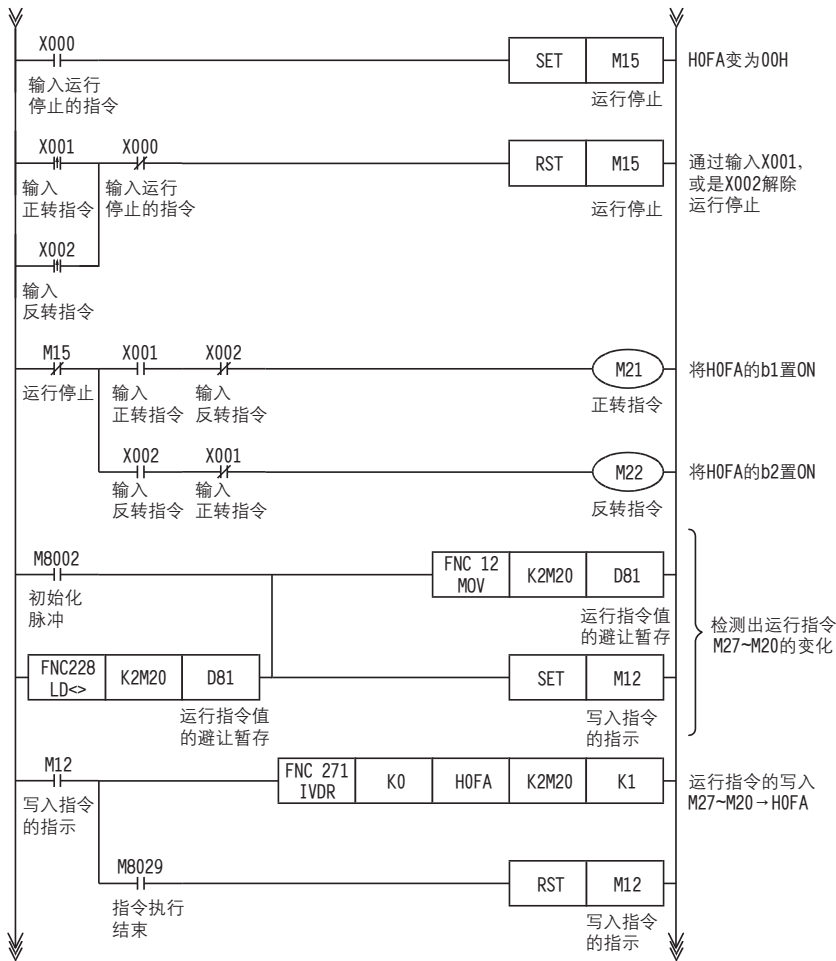 X000
SET M15 H0FA变为00H
输入运行
停止的指令
运行停止
X001 X000
RST M15
输入
正转指令
输入运行
停止的指令
运行停止
通过输入X001,
或是X002解除
运行停止
X002
输入
反转指令
M15 X001 X002
M21 将H0FA的b1置ON
运行停止
输入
正转指令
输入
反转指令
正转指令
X002 X001
M22 将H0FA的b2置ON
输入
反转指令
输入
正转指令
反转指令
M8002
初始化
脉冲
FNC 12
MOV
K2M20 D81
运行指令值
的避让暂存
检测出运行指令
M27~M20的变化
FNC228
LD<>
K2M20 D81
运行指令值
的避让暂存
SET M12
写入指令
的指示
M12
写入指令
的指示
FNC 271
IVDR
K0 H0FA K2M20 K1
运行指令的写入
M27~M20→H0FA
M8029
指令执行
结束
RST M12
写入指令
的指示